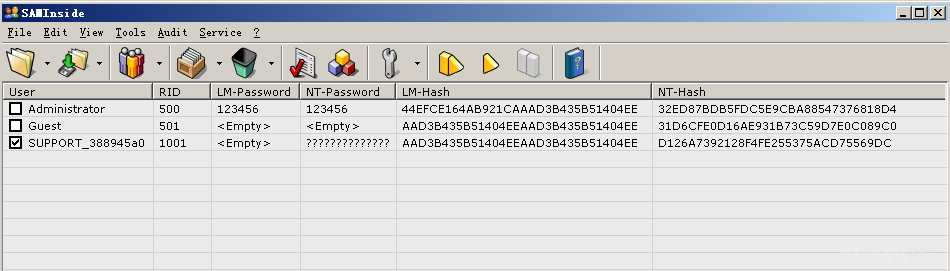 SAMInside
File Edit View Tools Audit Service ?
User RID LM-Password NT-Password LM-Hash NT-Hash
Administrator 500 123456 123456 44EFCE164AB921CAAAD3B435B51404EE 32ED87BDB5FDC5E9CBA88547376818D4
Guest 501 <Empty> <Empty> AAD3B435B51404EEAAD3B435B51404EE 31D6CFE0D16AE931B73C59D7E0C089C0
SUPPORT_388945a0 1001 <Empty> ?????????????? AAD3B435B51404EEAAD3B435B51404EE D126A7392128F4FE255375ACD75569DC